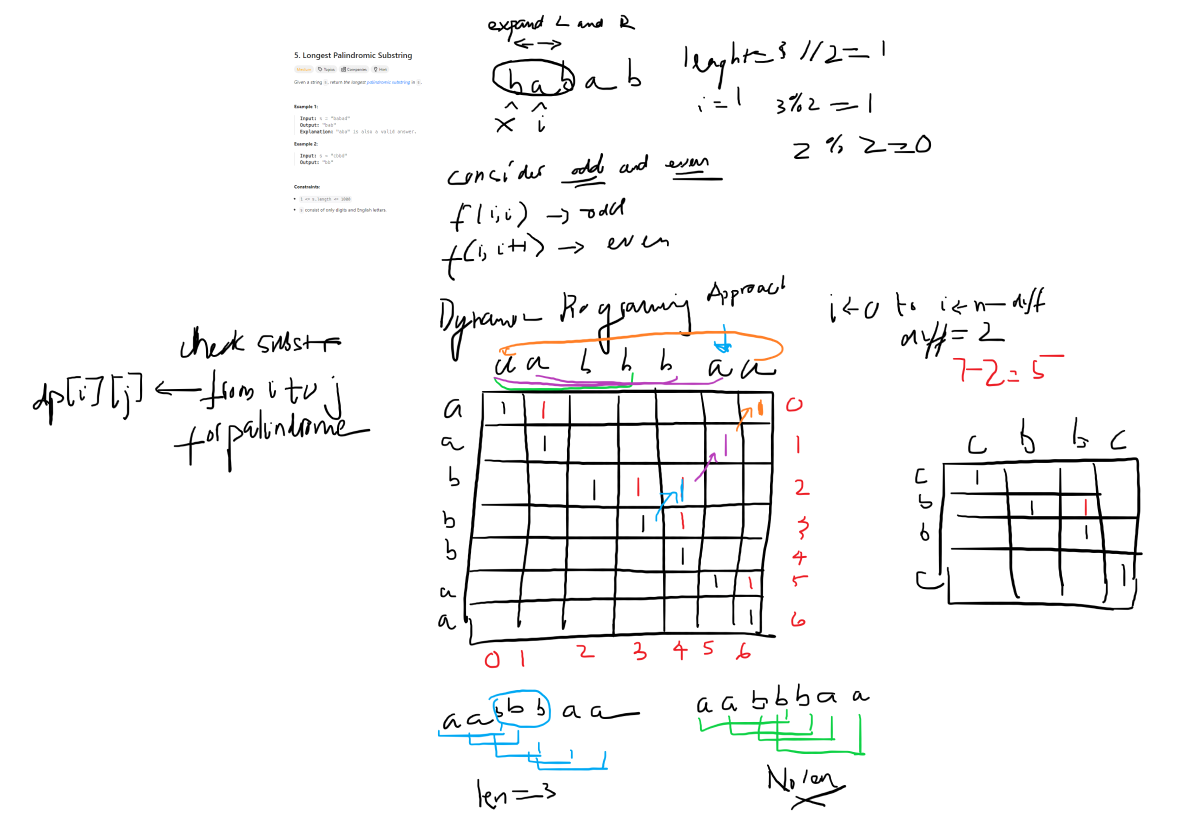 5. Longest Palindromic Substring
Medium Topics Companies Hint
Given a string s, return the longest palindromic substring in s.
Example 1:
Input: s = "babad"
Output: "bab"
Explanation: "aba" is also a valid answer.
Example 2:
Input: s = "cbbd"
Output: "bb"
Constraints:
1 <= s.length <= 1000
s consist of only digits and English letters.
expand L and R
b a b a b
x i
lenght = 3 // 2 = 1
i = 1 3 % 2 = 1
2 % 2 = 0
consider odd and even
f(i,i) → odd
f(i, i+1) → even
Approach
i ← 0 to i ← n - diff
diff = 2
7-2=5
check substr
dp[i][j] ← from i to j
for palindrome
a a b b b a a
a 1 1 1 0
a 1 1 1
b 1 1 1 2
b 1 1 3
b 1 4
a 1 1 5
a 1 6
0 1 2 3 4 5 6
c b b c
c 1
b 1 1
b 1
c 1
a a b b b a a
len = 3
a a b b b a a
No len